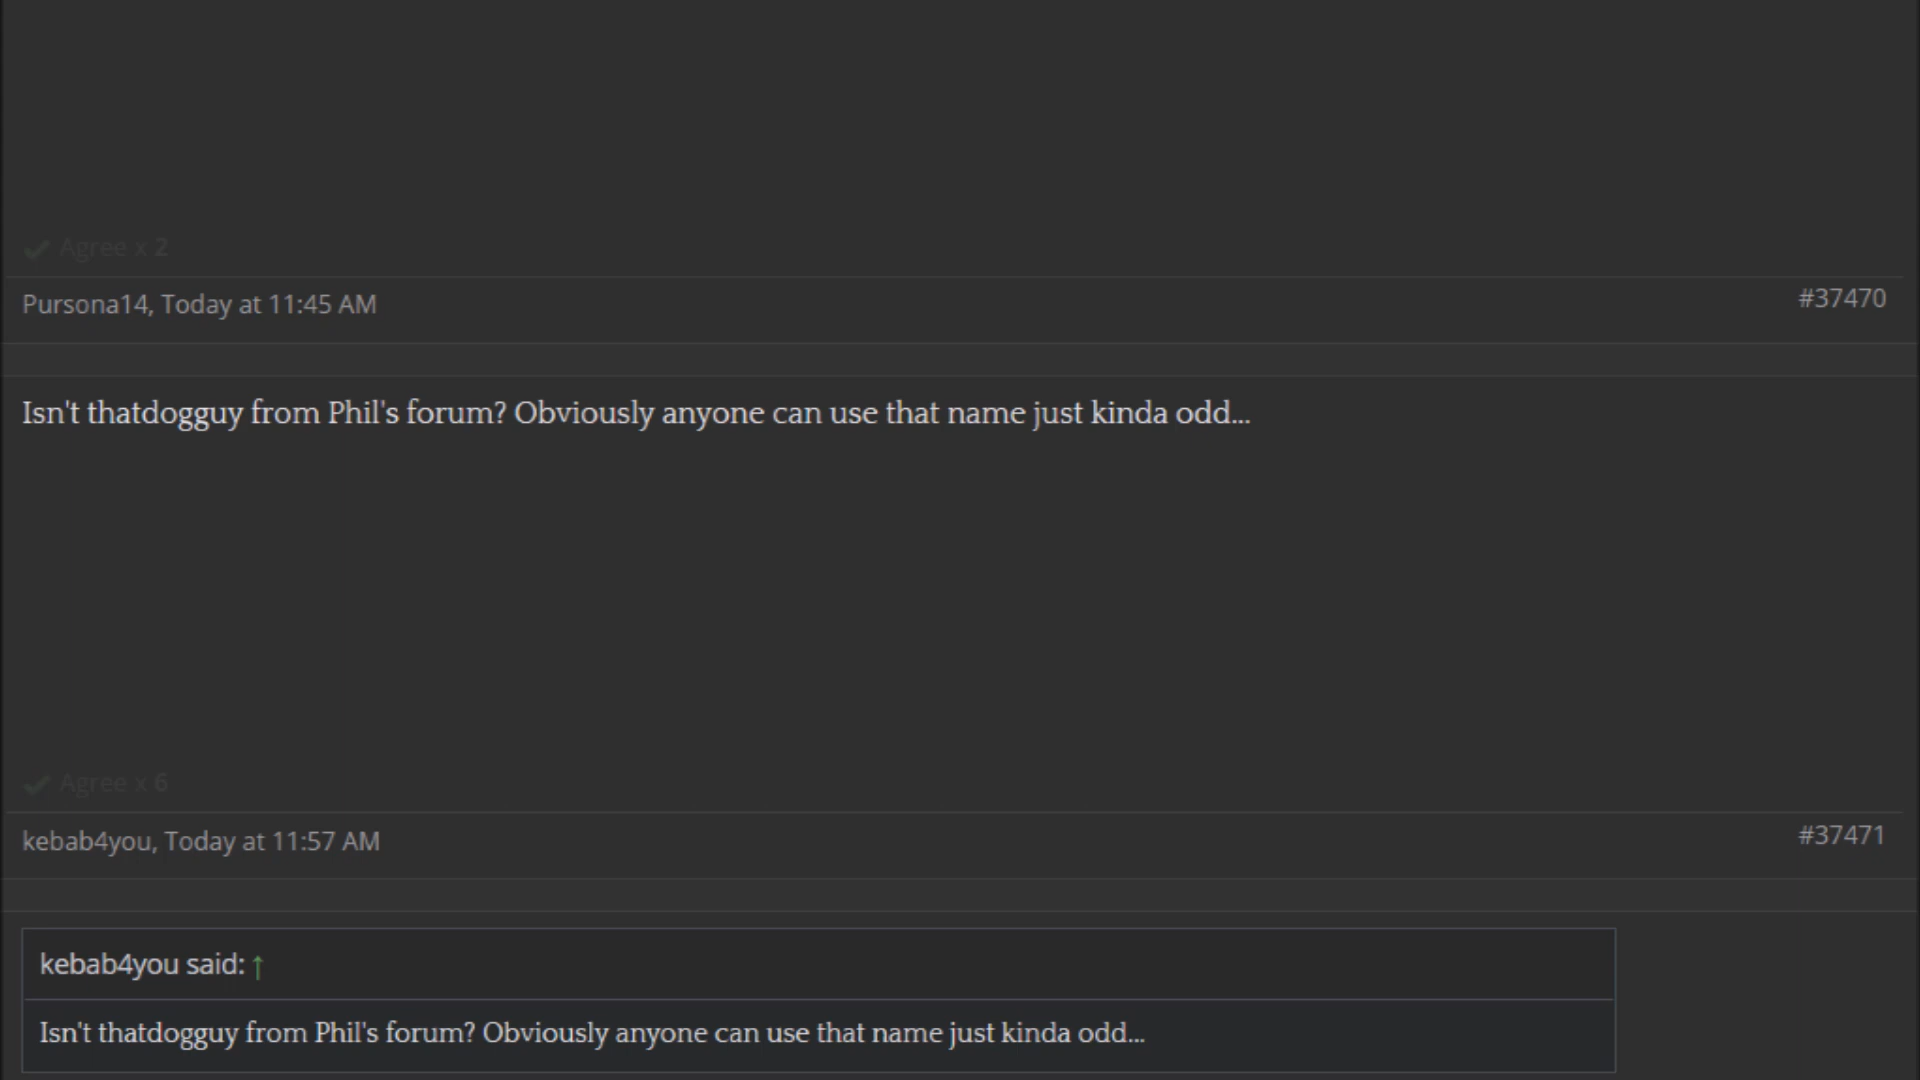 Agree x 2
Pursona14, Today at 11:45 AM
#37470
Isn't thatdogguy from Phil's forum? Obviously anyone can use that name just kinda odd...
Agree x 6
kebab4you, Today at 11:57 AM
#37471
kebab4you said: ↑
Isn't thatdogguy from Phil's forum? Obviously anyone can use that name just kinda odd...